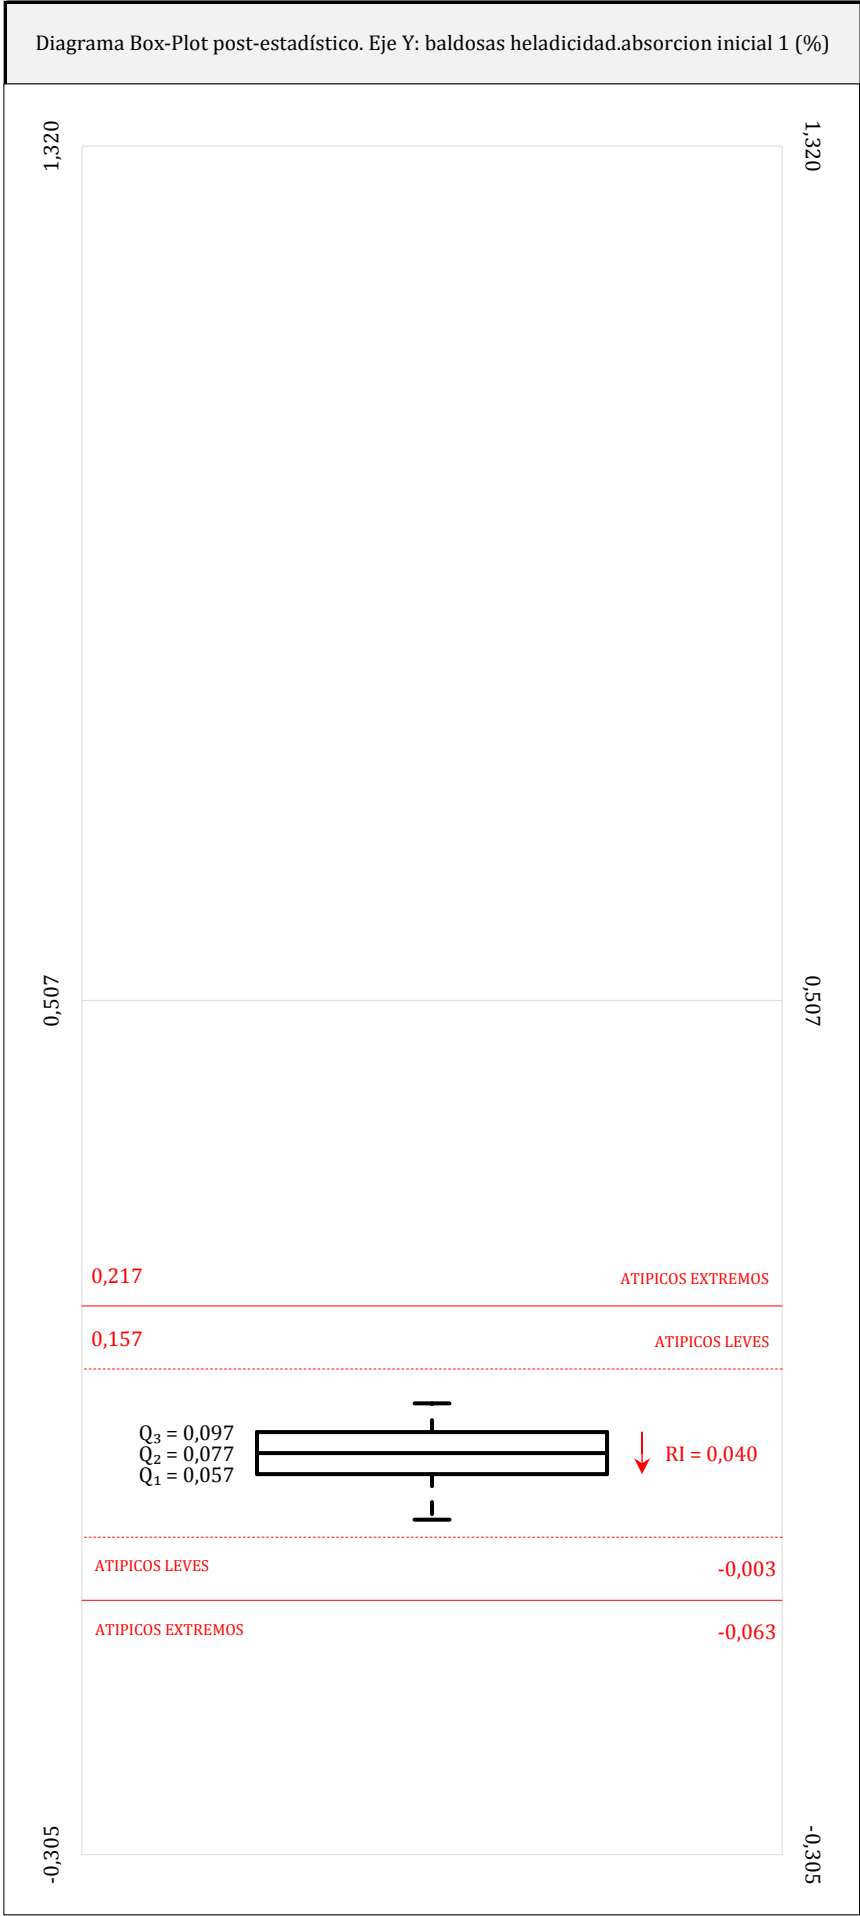 Diagrama Box-Plot post-estadístico. Eje Y: baldosas heladicidad.absorcion inicial 1 (%)
1,320
1,320
0,507
0,507
0,217
ATIPICOS EXTREMOS
0,157
ATIPICOS LEVES
Q₃ = 0,097
Q₂ = 0,077
Q₁ = 0,057
RI = 0,040
ATIPICOS LEVES
-0,003
ATIPICOS EXTREMOS
-0,063
-0,305
-0,305